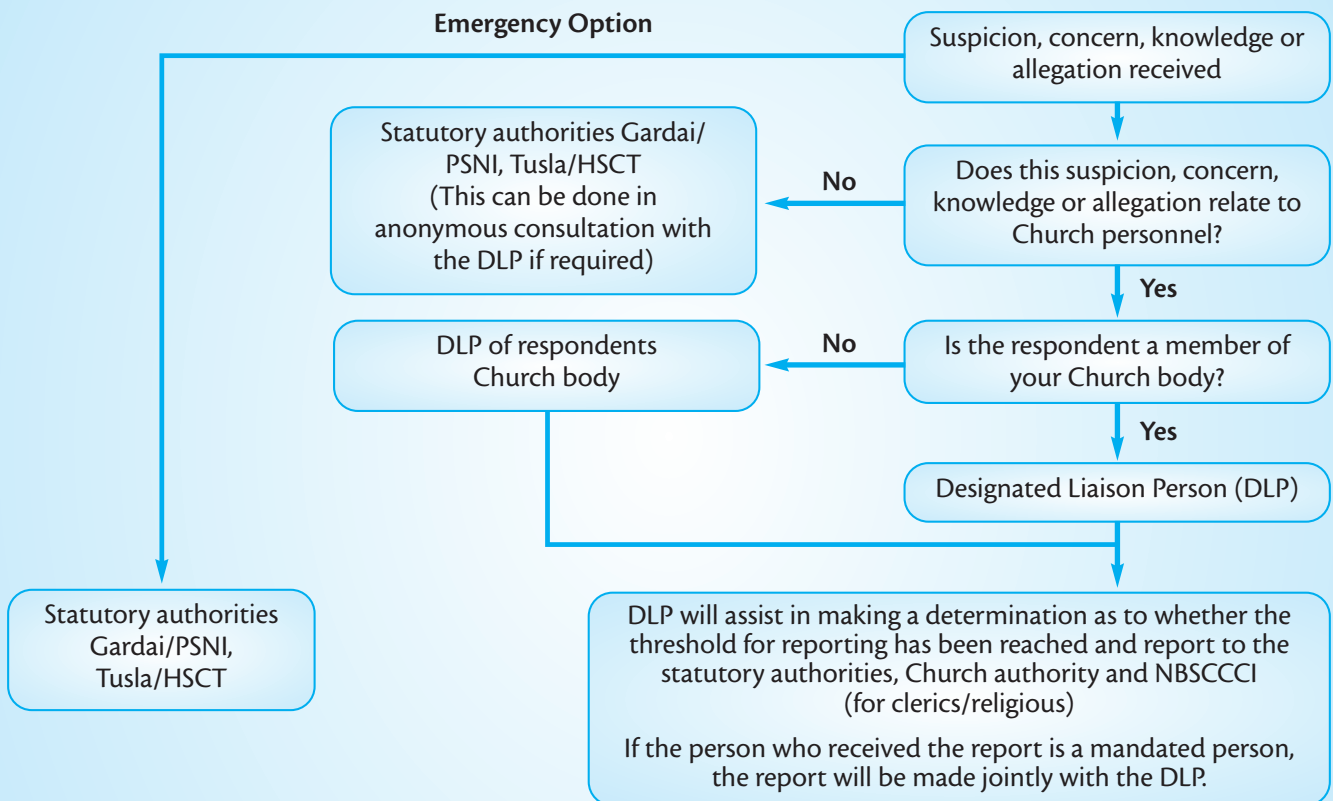 Emergency Option
Suspicion, concern, knowledge or
allegation received
Statutory authorities Gardai/
PSNI, Tusla/HSCT
(This can be done in
anonymous consultation with
the DLP if required)
No
Does this suspicion, concern,
knowledge or allegation relate to
Church personnel?
Yes
DLP of respondents
Church body
No
Is the respondent a member of
your Church body?
Yes
Designated Liaison Person (DLP)
Statutory authorities
Gardai/PSNI,
Tusla/HSCT
DLP will assist in making a determination as to whether the
threshold for reporting has been reached and report to the
statutory authorities, Church authority and NBSCCCI
(for clerics/religious)
If the person who received the report is a mandated person,
the report will be made jointly with the DLP.